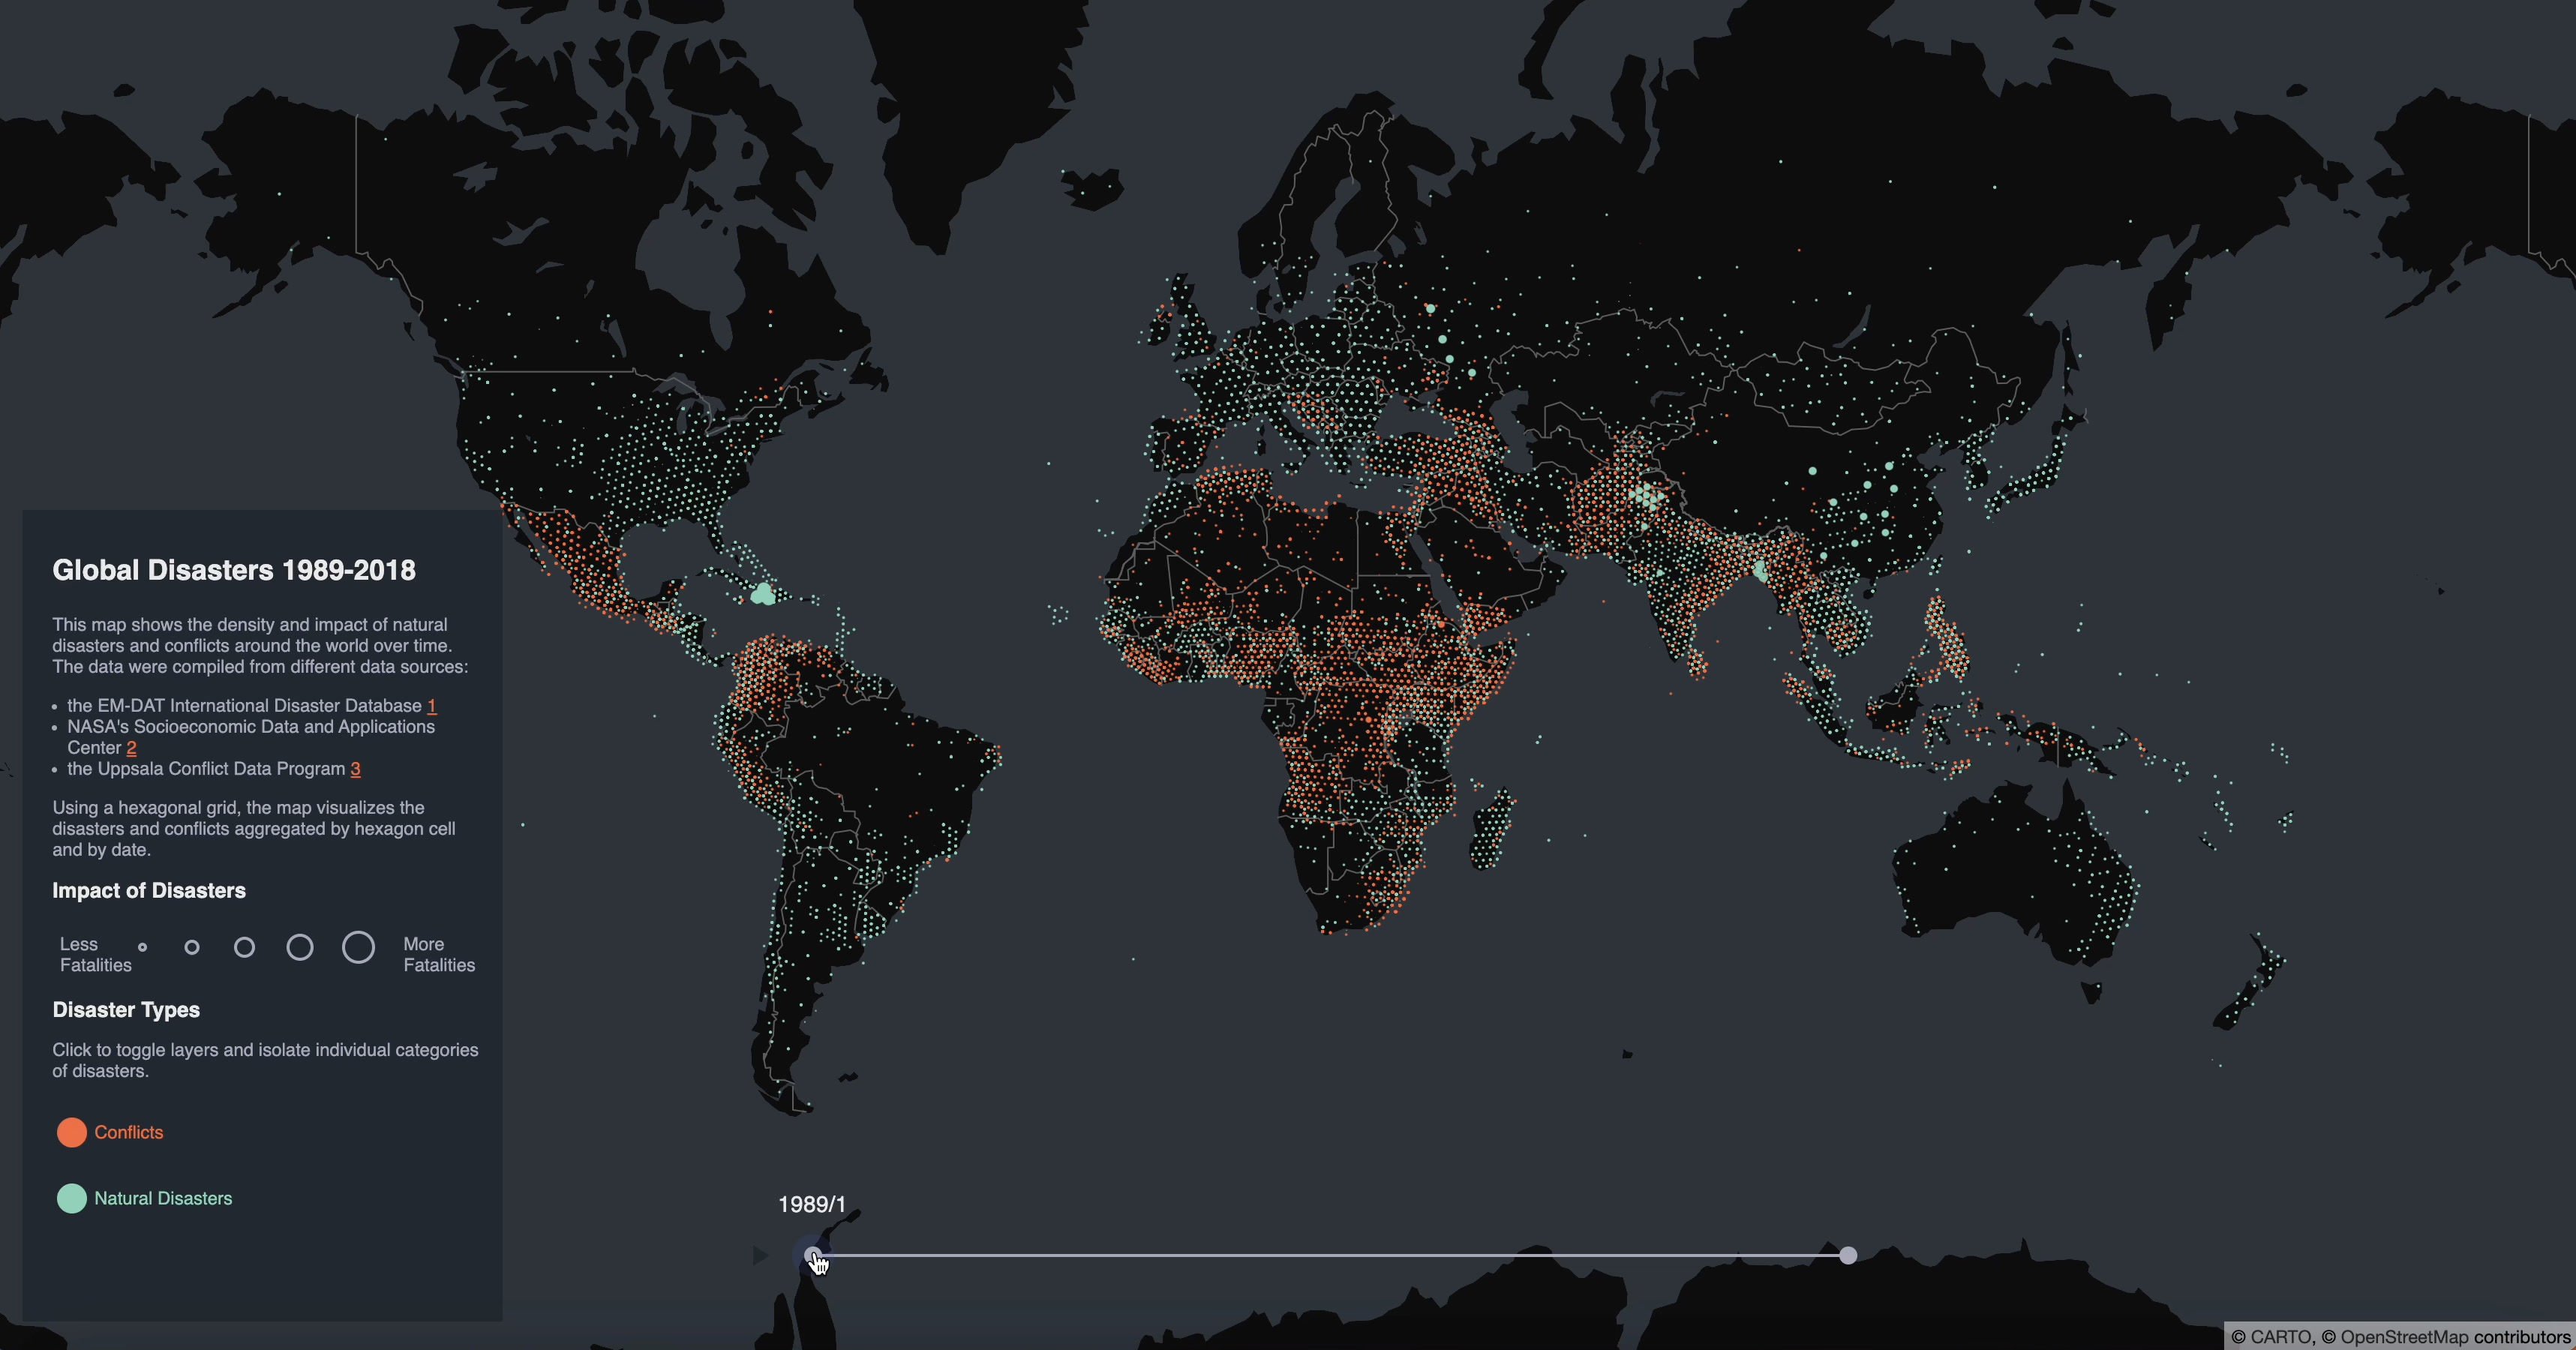 Global Disasters 1989-2018
This map shows the density and impact of natural
disasters and conflicts around the world over time.
The data were compiled from different data sources:
• the EM-DAT International Disaster Database 1
• NASA's Socioeconomic Data and Applications
Center 2
• the Uppsala Conflict Data Program 3
Using a hexagonal grid, the map visualizes the
disasters and conflicts aggregated by hexagon cell
and by date.
Impact of Disasters
Less
Fatalities
More
Fatalities
Disaster Types
Click to toggle layers and isolate individual categories
of disasters.
Conflicts
Natural Disasters
1989/1
© CARTO, © OpenStreetMap contributors